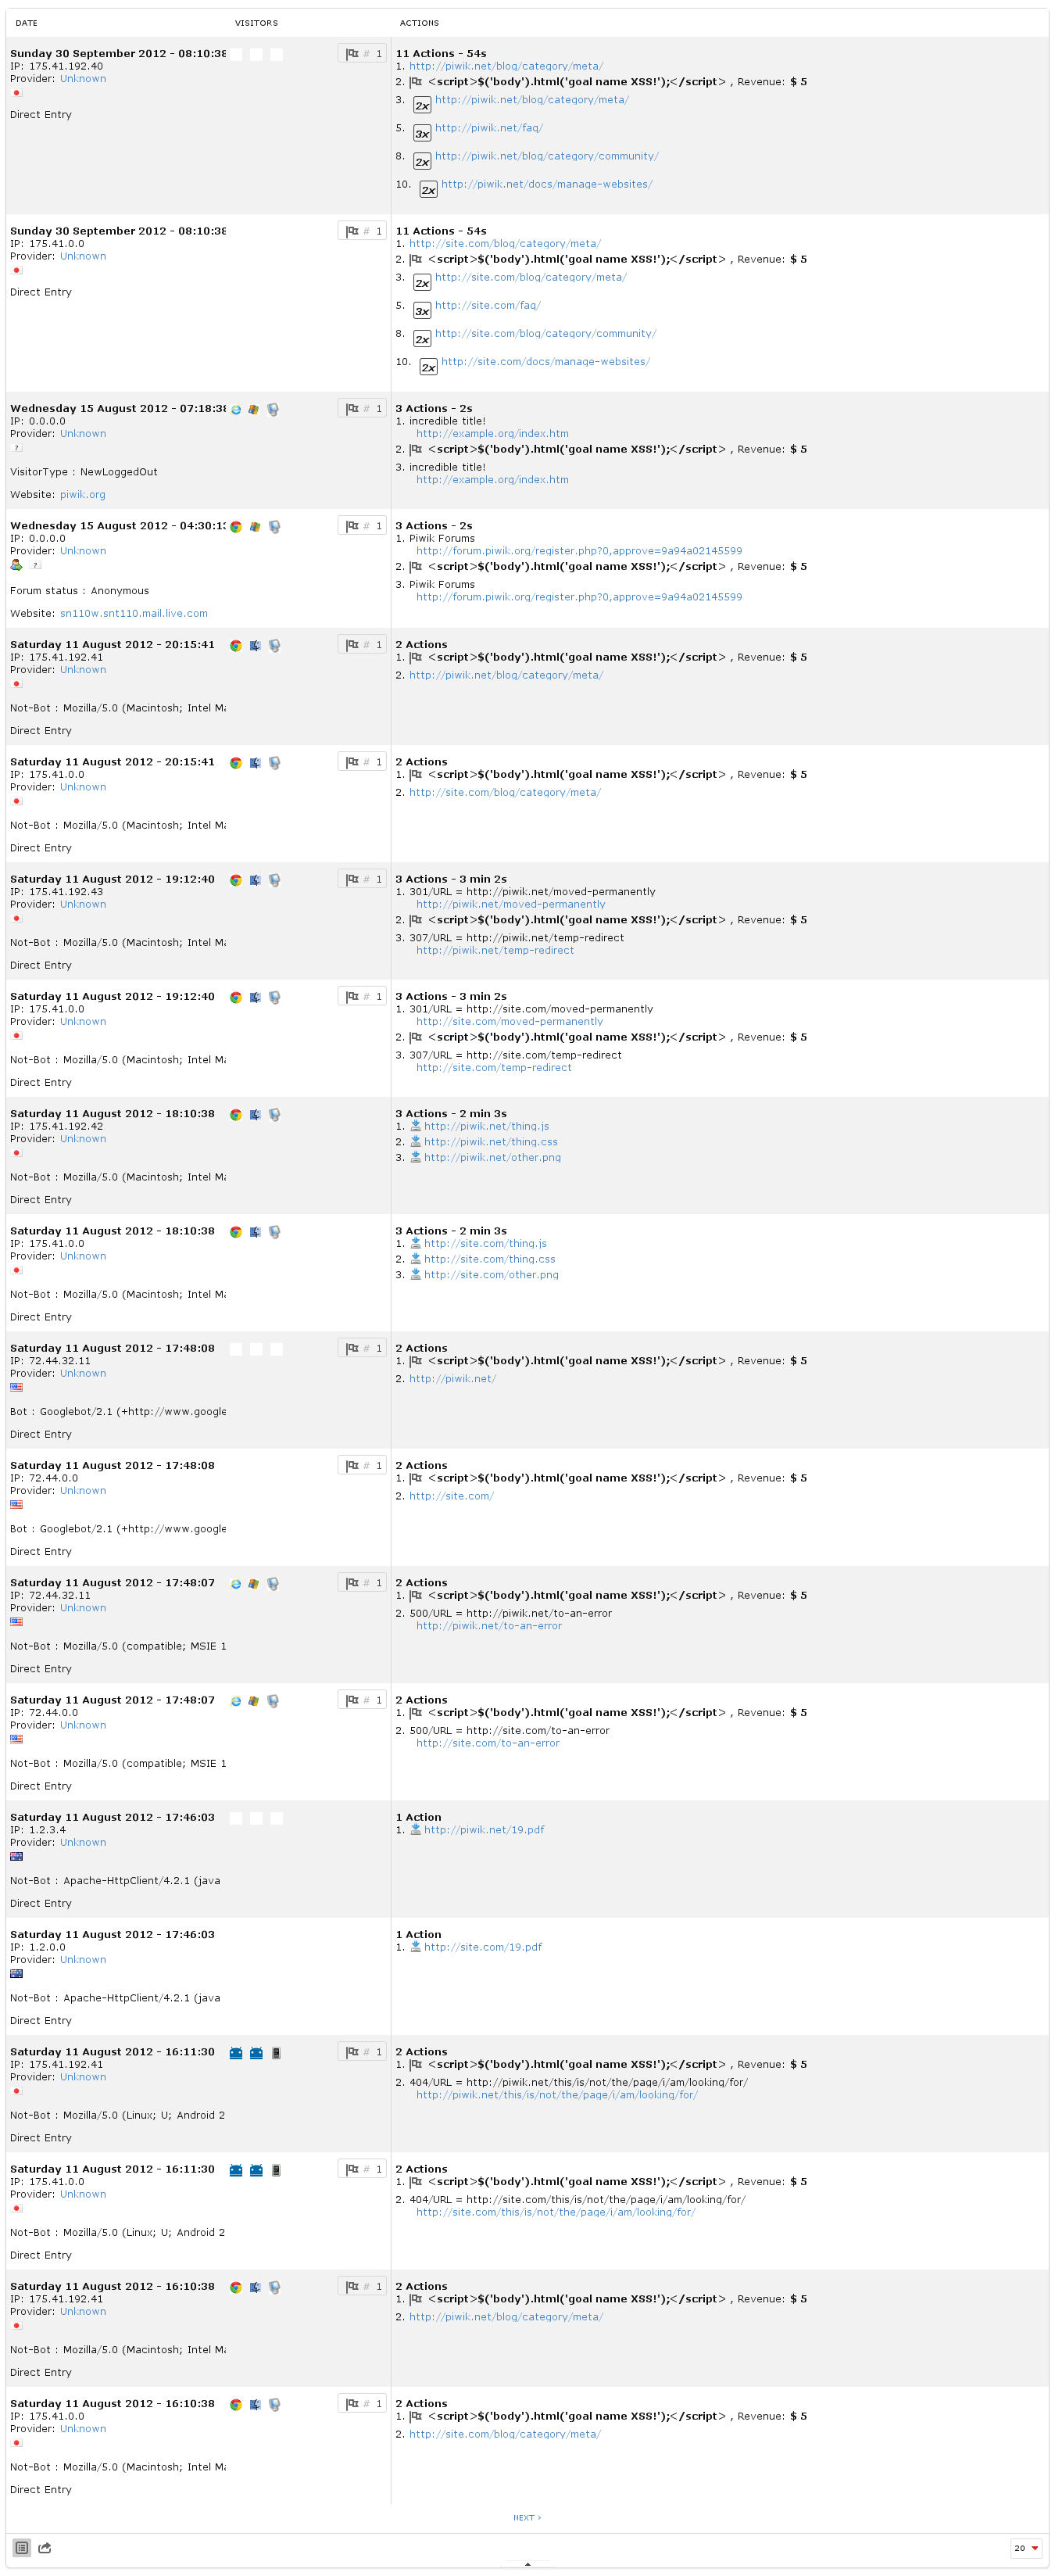 DATE VISITORS ACTIONS
Sunday 30 September 2012 - 08:10:38 # 1 11 Actions - 54s
IP: 175.41.192.40 1. http://piwik.net/blog/category/meta/
Provider: Unknown 2. <script>$('body').html('goal name XSS!');</script> , Revenue: $ 5
3. 2x http://piwik.net/blog/category/meta/
Direct Entry
5. 3x http://piwik.net/faq/
8. 2x http://piwik.net/blog/category/community/
10. 2x http://piwik.net/docs/manage-websites/
Sunday 30 September 2012 - 08:10:38 # 1 11 Actions - 54s
IP: 175.41.0.0 1. http://site.com/blog/category/meta/
Provider: Unknown 2. <script>$('body').html('goal name XSS!');</script> , Revenue: $ 5
3. 2x http://site.com/blog/category/meta/
Direct Entry
5. 3x http://site.com/faq/
8. 2x http://site.com/blog/category/community/
10. 2x http://site.com/docs/manage-websites/
Wednesday 15 August 2012 - 07:18:38 # 1 3 Actions - 2s
IP: 0.0.0.0 1. incredible title!
Provider: Unknown http://example.org/index.htm
? 2. <script>$('body').html('goal name XSS!');</script> , Revenue: $ 5
VisitorType : NewLoggedOut 3. incredible title!
http://example.org/index.htm
Website: piwik.org
Wednesday 15 August 2012 - 04:30:13 # 1 3 Actions - 2s
IP: 0.0.0.0 1. Piwik Forums
Provider: Unknown http://forum.piwik.org/register.php?0,approve=9a94a02145599
? 2. <script>$('body').html('goal name XSS!');</script> , Revenue: $ 5
Forum status : Anonymous 3. Piwik Forums
http://forum.piwik.org/register.php?0,approve=9a94a02145599
Website: sn110w.snt110.mail.live.com
Saturday 11 August 2012 - 20:15:41 # 1 2 Actions
IP: 175.41.192.41 1. <script>$('body').html('goal name XSS!');</script> , Revenue: $ 5
Provider: Unknown 2. http://piwik.net/blog/category/meta/
Not-Bot : Mozilla/5.0 (Macintosh; Intel Ma
Direct Entry
Saturday 11 August 2012 - 20:15:41 # 1 2 Actions
IP: 175.41.0.0 1. <script>$('body').html('goal name XSS!');</script> , Revenue: $ 5
Provider: Unknown 2. http://site.com/blog/category/meta/
Not-Bot : Mozilla/5.0 (Macintosh; Intel Ma
Direct Entry
Saturday 11 August 2012 - 19:12:40 # 1 3 Actions - 3 min 2s
IP: 175.41.192.43 1. 301/URL = http://piwik.net/moved-permanently
Provider: Unknown http://piwik.net/moved-permanently
2. <script>$('body').html('goal name XSS!');</script> , Revenue: $ 5
Not-Bot : Mozilla/5.0 (Macintosh; Intel Ma 3. 307/URL = http://piwik.net/temp-redirect
http://piwik.net/temp-redirect
Direct Entry
Saturday 11 August 2012 - 19:12:40 # 1 3 Actions - 3 min 2s
IP: 175.41.0.0 1. 301/URL = http://site.com/moved-permanently
Provider: Unknown http://site.com/moved-permanently
2. <script>$('body').html('goal name XSS!');</script> , Revenue: $ 5
Not-Bot : Mozilla/5.0 (Macintosh; Intel Ma 3. 307/URL = http://site.com/temp-redirect
http://site.com/temp-redirect
Direct Entry
Saturday 11 August 2012 - 18:10:38 3 Actions - 2 min 3s
IP: 175.41.192.42 1. http://piwik.net/thing.js
Provider: Unknown 2. http://piwik.net/thing.css
3. http://piwik.net/other.png
Not-Bot : Mozilla/5.0 (Macintosh; Intel Ma
Direct Entry
Saturday 11 August 2012 - 18:10:38 3 Actions - 2 min 3s
IP: 175.41.0.0 1. http://site.com/thing.js
Provider: Unknown 2. http://site.com/thing.css
3. http://site.com/other.png
Not-Bot : Mozilla/5.0 (Macintosh; Intel Ma
Direct Entry
Saturday 11 August 2012 - 17:48:08 # 1 2 Actions
IP: 72.44.32.11 1. <script>$('body').html('goal name XSS!');</script> , Revenue: $ 5
Provider: Unknown 2. http://piwik.net/
Bot : Googlebot/2.1 (+http://www.google
Direct Entry
Saturday 11 August 2012 - 17:48:08 # 1 2 Actions
IP: 72.44.0.0 1. <script>$('body').html('goal name XSS!');</script> , Revenue: $ 5
Provider: Unknown 2. http://site.com/
Bot : Googlebot/2.1 (+http://www.google
Direct Entry
Saturday 11 August 2012 - 17:48:07 # 1 2 Actions
IP: 72.44.32.11 1. <script>$('body').html('goal name XSS!');</script> , Revenue: $ 5
Provider: Unknown 2. 500/URL = http://piwik.net/to-an-error
http://piwik.net/to-an-error
Not-Bot : Mozilla/5.0 (compatible; MSIE 1
Direct Entry
Saturday 11 August 2012 - 17:48:07 # 1 2 Actions
IP: 72.44.0.0 1. <script>$('body').html('goal name XSS!');</script> , Revenue: $ 5
Provider: Unknown 2. 500/URL = http://site.com/to-an-error
http://site.com/to-an-error
Not-Bot : Mozilla/5.0 (compatible; MSIE 1
Direct Entry
Saturday 11 August 2012 - 17:46:03 1 Action
IP: 1.2.3.4 1. http://piwik.net/19.pdf
Provider: Unknown
Not-Bot : Apache-HttpClient/4.2.1 (java
Direct Entry
Saturday 11 August 2012 - 17:46:03 1 Action
IP: 1.2.0.0 1. http://site.com/19.pdf
Provider: Unknown
Not-Bot : Apache-HttpClient/4.2.1 (java
Direct Entry
Saturday 11 August 2012 - 16:11:30 # 1 2 Actions
IP: 175.41.192.41 1. <script>$('body').html('goal name XSS!');</script> , Revenue: $ 5
Provider: Unknown 2. 404/URL = http://piwik.net/this/is/not/the/page/i/am/looking/for/
http://piwik.net/this/is/not/the/page/i/am/looking/for/
Not-Bot : Mozilla/5.0 (Linux; U; Android 2
Direct Entry
Saturday 11 August 2012 - 16:11:30 # 1 2 Actions
IP: 175.41.0.0 1. <script>$('body').html('goal name XSS!');</script> , Revenue: $ 5
Provider: Unknown 2. 404/URL = http://site.com/this/is/not/the/page/i/am/looking/for/
http://site.com/this/is/not/the/page/i/am/looking/for/
Not-Bot : Mozilla/5.0 (Linux; U; Android 2
Direct Entry
Saturday 11 August 2012 - 16:10:38 # 1 2 Actions
IP: 175.41.192.41 1. <script>$('body').html('goal name XSS!');</script> , Revenue: $ 5
Provider: Unknown 2. http://piwik.net/blog/category/meta/
Not-Bot : Mozilla/5.0 (Macintosh; Intel Ma
Direct Entry
Saturday 11 August 2012 - 16:10:38 # 1 2 Actions
IP: 175.41.0.0 1. <script>$('body').html('goal name XSS!');</script> , Revenue: $ 5
Provider: Unknown 2. http://site.com/blog/category/meta/
Not-Bot : Mozilla/5.0 (Macintosh; Intel Ma
Direct Entry
NEXT ›
20